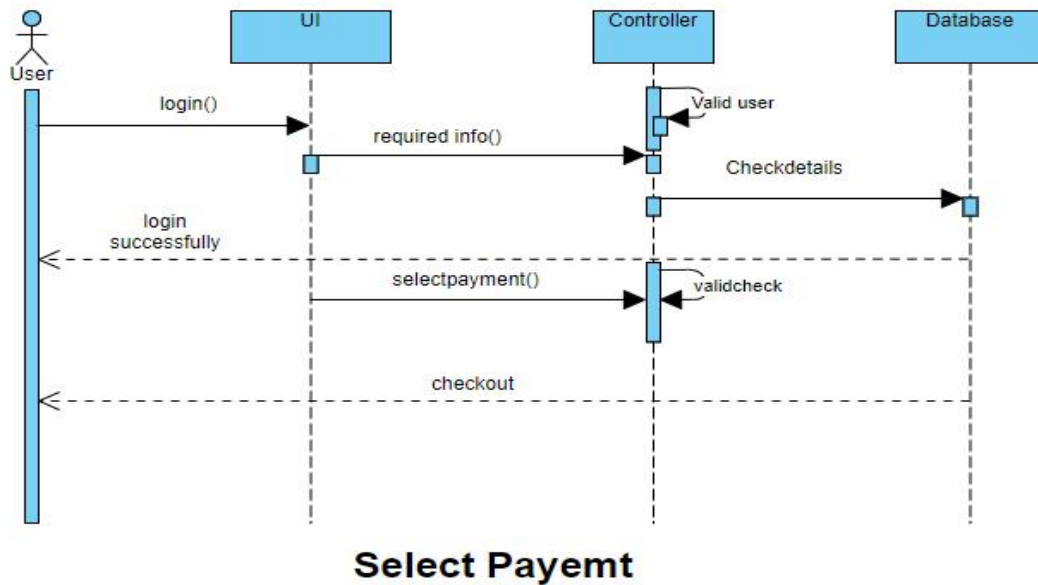 UI
Controller
Database
User
login()
Valid user
required info()
Checkdetails
login
successfully
selectpayment()
validcheck
checkout
Select Payemt